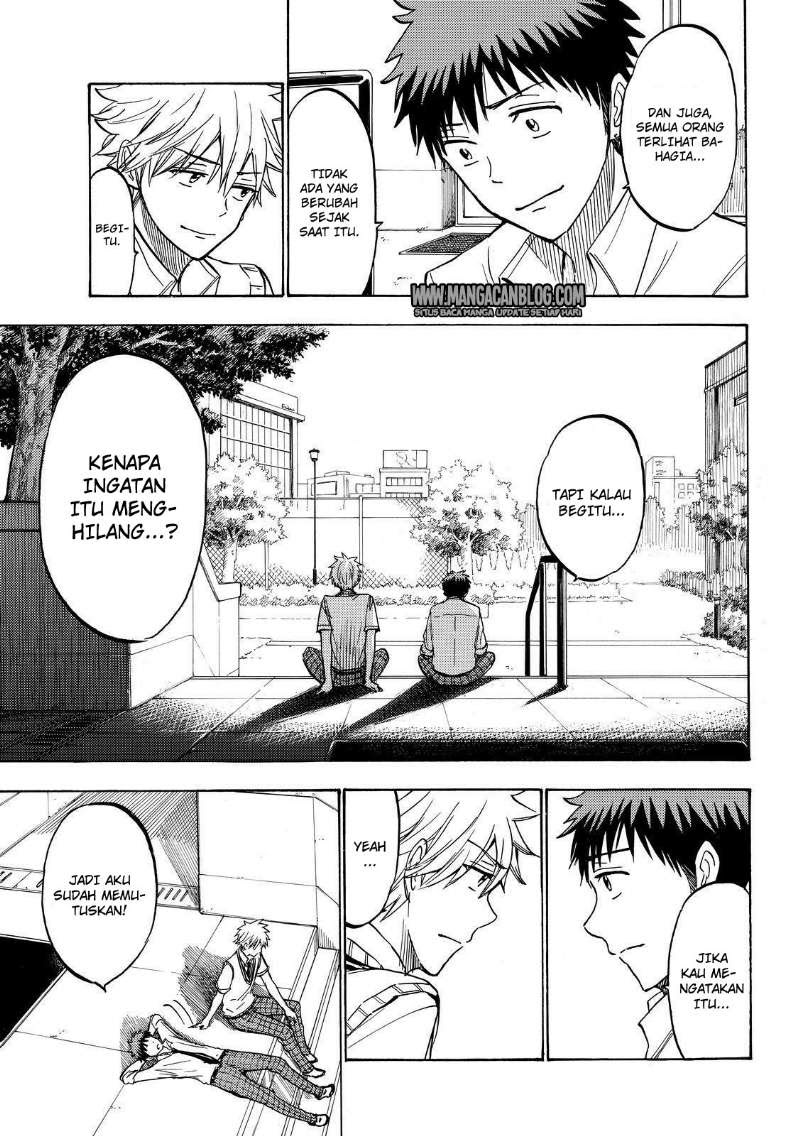 DAN JUGA,
SEMUA ORANG
TERLIHAT BA-
HAGIA...
TIDAK
ADA YANG
BERUBAH
SEJAK
SAAT ITU.
BEGI-
TU.
WWW.MANGACANBLOG.COM
SITUS BACA MANGA UPDATE SETIAP HARI
TAPI KALAU
BEGITU...
KENAPA
INGATAN
ITU MENG-
HILANG...?
JIKA
KAU ME-
NGATAKAN
ITU...
YEAH
...
JADI AKU
SUDAH MEMU-
TUSKAN!